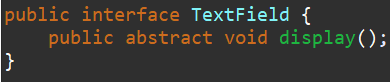 public interface TextField {
    public abstract void display();
}